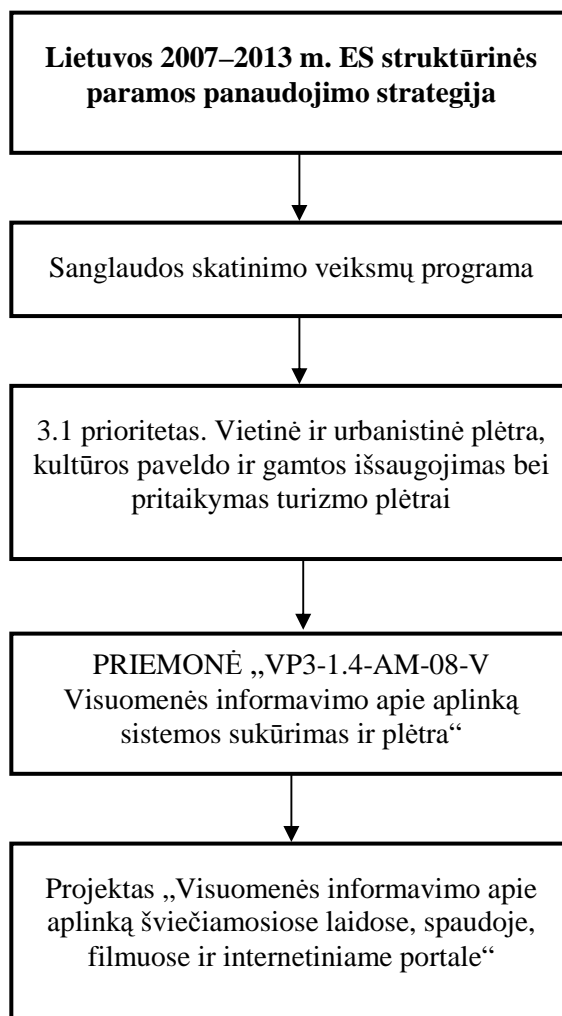 Lietuvos 2007–2013 m. ES struktūrinės
paramos panaudojimo strategija
Sanglaudos skatinimo veiksmų programa
3.1 prioritetas. Vietinė ir urbanistinė plėtra,
kultūros paveldo ir gamtos išsaugojimas bei
pritaikymas turizmo plėtrai
PRIEMONĖ „VP3-1.4-AM-08-V
Visuomenės informavimo apie aplinką
sistemos sukūrimas ir plėtra“
Projektas „Visuomenės informavimo apie
aplinką šviečiamosiose laidose, spaudoje,
filmuose ir internetiniame portale“